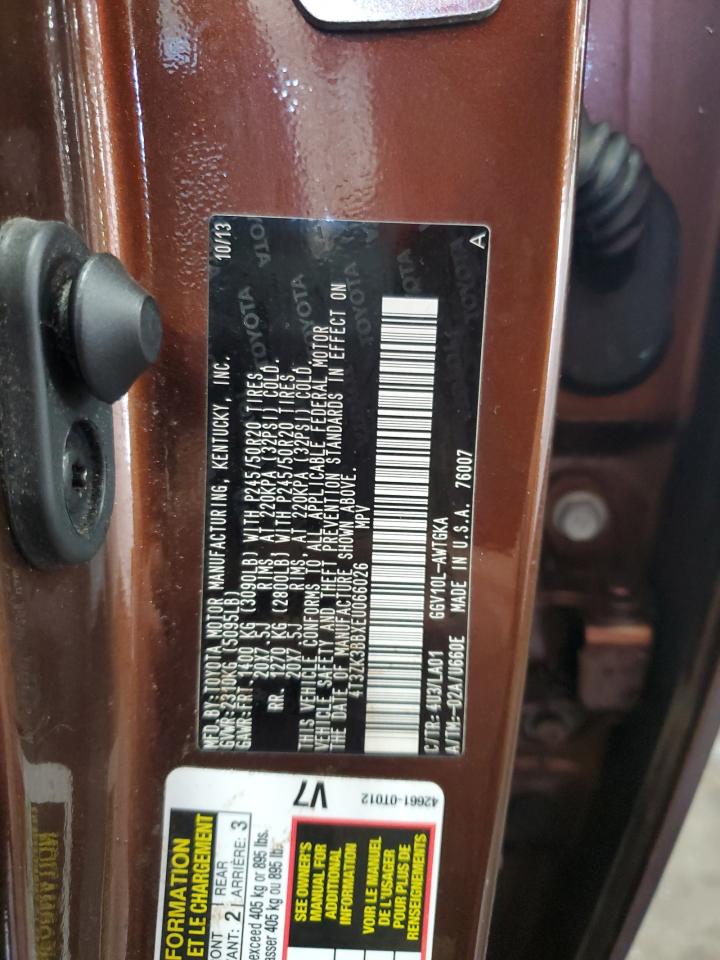 MFD. BY: TOYOTA MOTOR MANUFACTURING, KENTUCKY, INC. 10/13
GVWR: 2310KG (5095LB)
GAWR: FRT. 1400 KG (3090LB) WITH P245/50R20 TIRES,
20X7.5J RIMS, AT 220KPA (32PSI) COLD.
RR. 1270 KG (2800LB) WITH P245/50R20 TIRES,
20X7.5J RIMS, AT 220KPA (32PSI) COLD.
THIS VEHICLE CONFORMS TO ALL APPLICABLE FEDERAL MOTOR
VEHICLE SAFETY AND THEFT PREVENTION STANDARDS IN EFFECT ON
THE DATE OF MANUFACTURE SHOWN ABOVE.
4T3ZK3BBXEU066026 MPV
C/TR: 4U3/LA01 GGV10L-AWTGKA
A/TM:-02A/U660E MADE IN U.S.A. 76007
A
TOYOTA
TOYOTA
TOYOTA
V7
42661-0T012
FORMATION
ET LE CHARGEMENT
ONT 2 REAR 3
VANT: ARRIÈRE:
exceed 405 kg or 895 lbs.
asser 405 kg ou 895 lb.
SEE OWNER'S
MANUAL FOR
ADDITIONAL
INFORMATION
VOIR LE MANUEL
POUR PLUS DE
RENSEIGNEMENTS